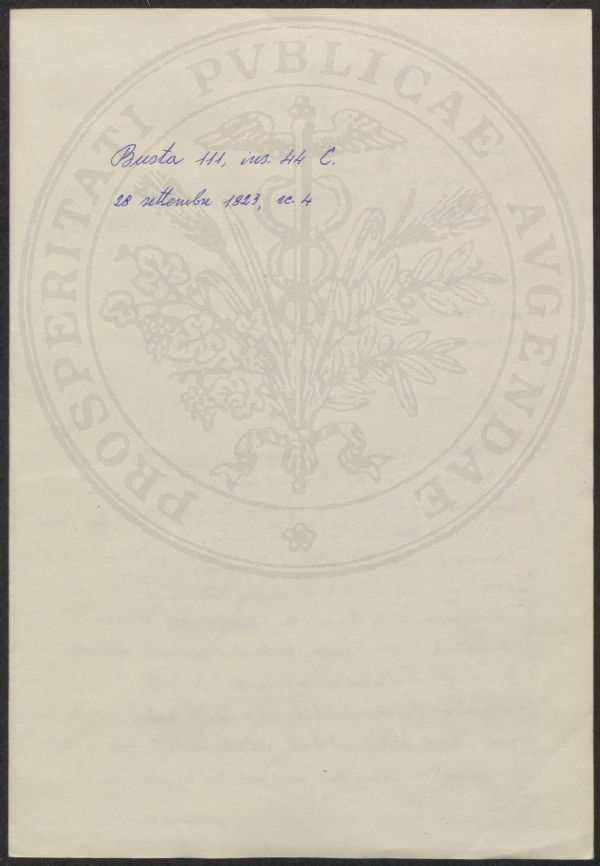 Busta 111, ins. 44 C.
28 settembre 1823, cc. 4
PROSPERITATI PVBLICAE AVGENDAE